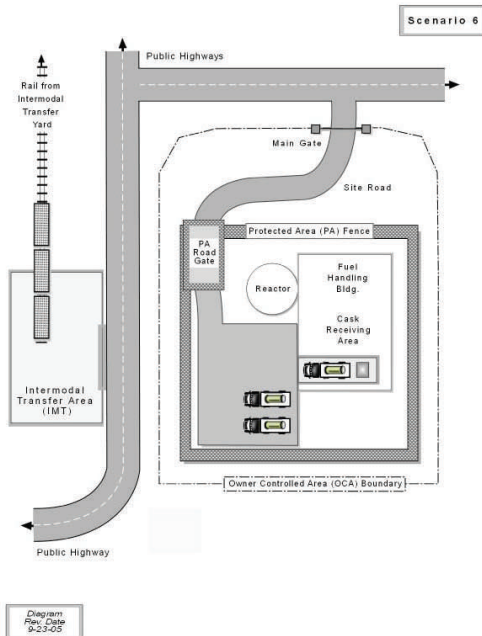 Scenario 6
Public Highways
Rail from
Intermodal
Transfer
Yard
Main Gate
Site Road
Protected Area (PA) Fence
PA
Road
Gate
Reactor
Fuel
Handling
Bldg.
Cask
Receiving
Area
Intermodal
Transfer Area
(IMT)
Owner Controlled Area (OCA) Boundary
Public Highway
Diagram
Rev. Date
9-23-05